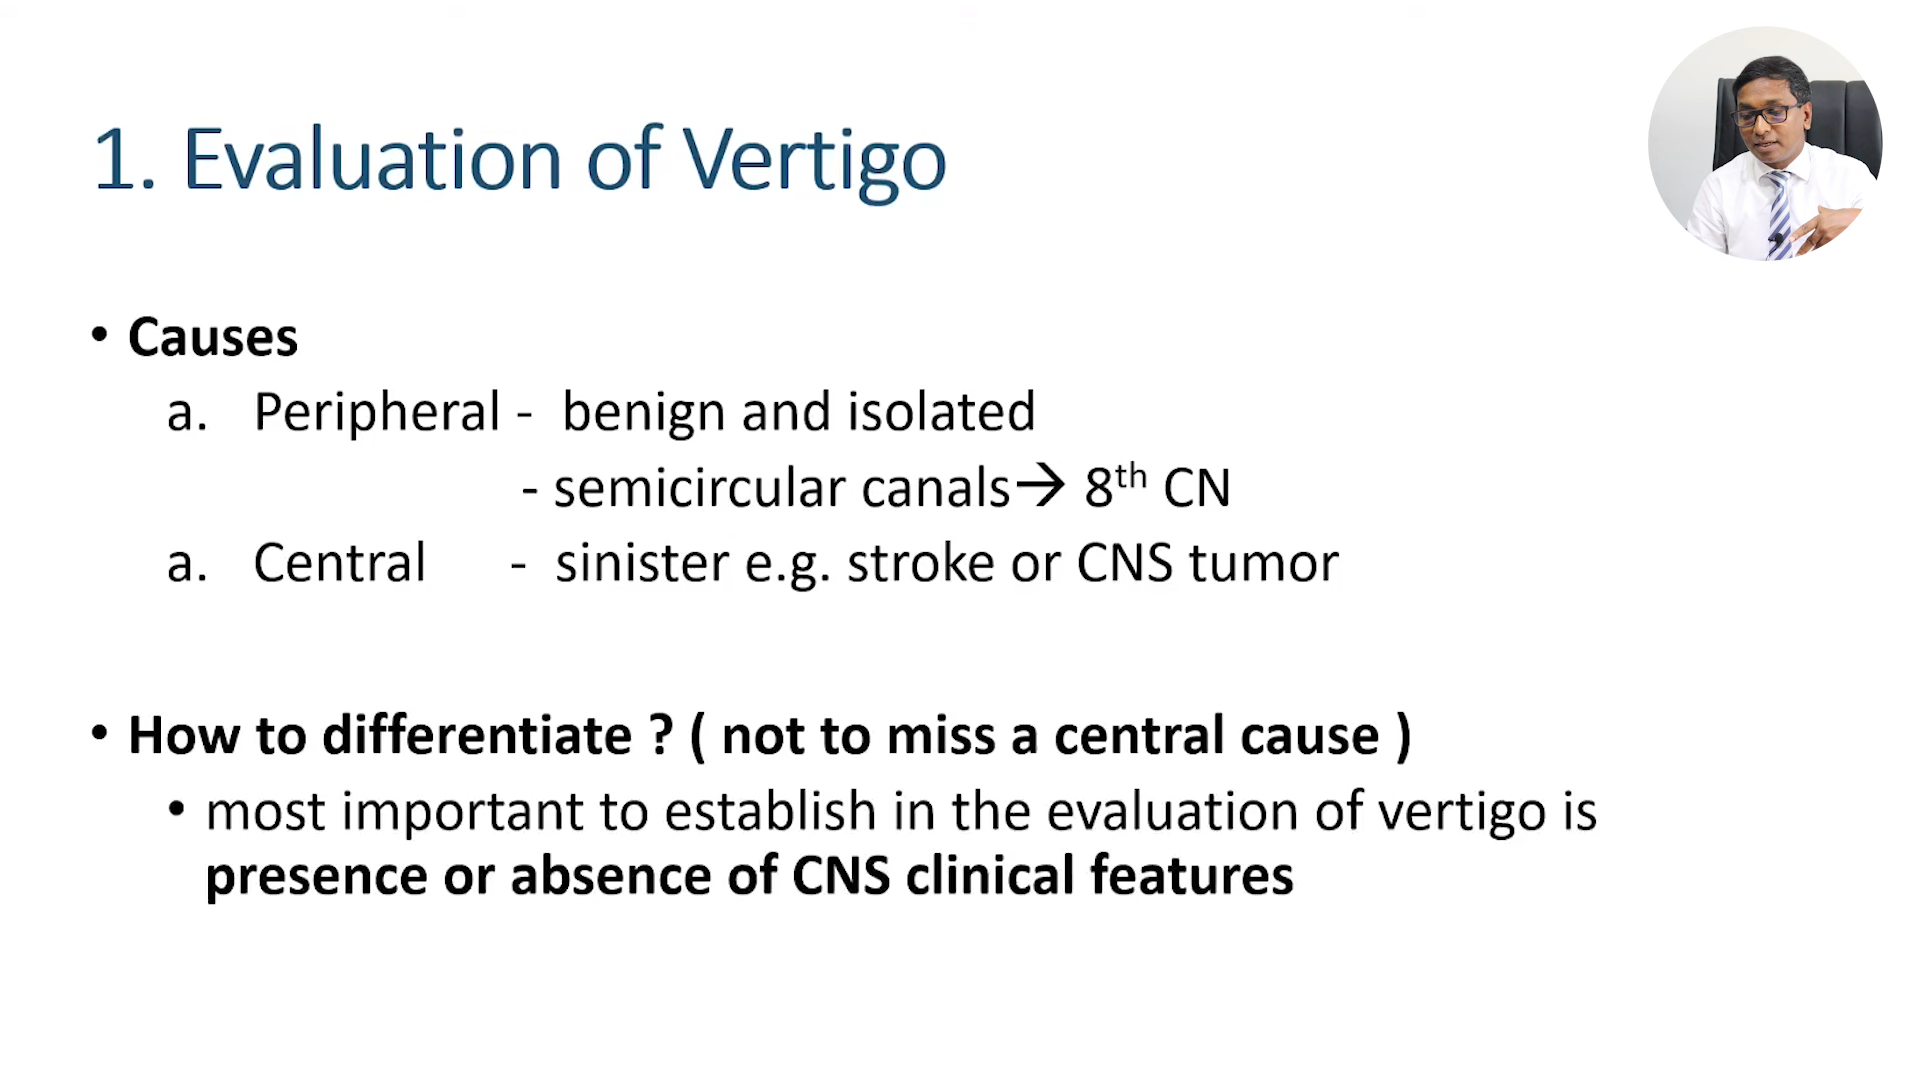 1. Evaluation of Vertigo
• Causes
a. Peripheral - benign and isolated
- semicircular canals→ 8th CN
a. Central - sinister e.g. stroke or CNS tumor
• How to differentiate ? ( not to miss a central cause )
• most important to establish in the evaluation of vertigo is
presence or absence of CNS clinical features